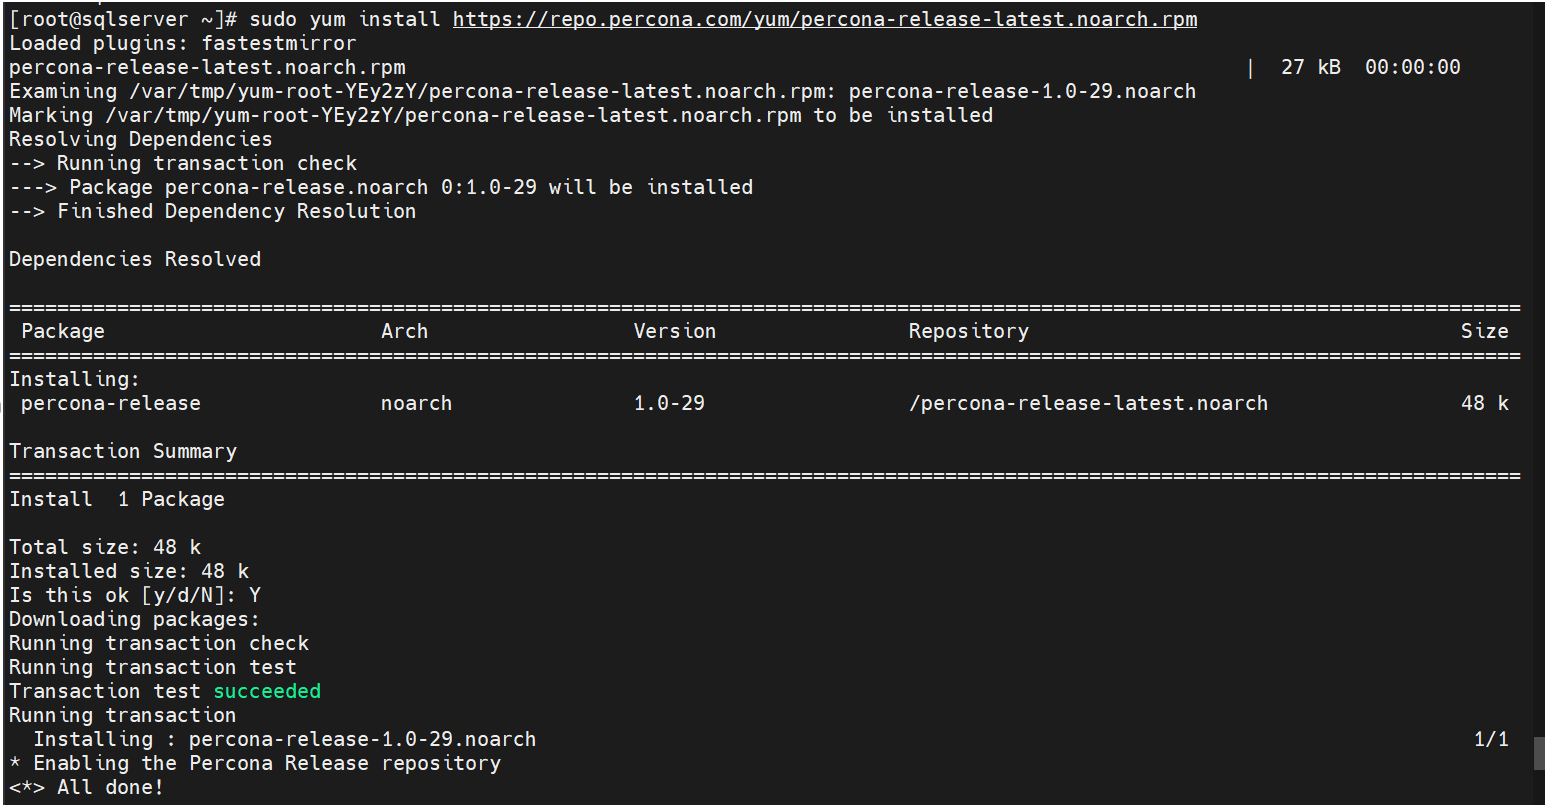 [root@sqlserver ~]# sudo yum install https://repo.percona.com/yum/percona-release-latest.noarch.rpm
Loaded plugins: fastestmirror
percona-release-latest.noarch.rpm | 27 kB 00:00:00
Examining /var/tmp/yum-root-YEy2zY/percona-release-latest.noarch.rpm: percona-release-1.0-29.noarch
Marking /var/tmp/yum-root-YEy2zY/percona-release-latest.noarch.rpm to be installed
Resolving Dependencies
--> Running transaction check
---> Package percona-release.noarch 0:1.0-29 will be installed
--> Finished Dependency Resolution
Dependencies Resolved
==============================================================================================================================
Package Arch Version Repository Size
==============================================================================================================================
Installing:
percona-release noarch 1.0-29 /percona-release-latest.noarch 48 k
Transaction Summary
==============================================================================================================================
Install 1 Package
Total size: 48 k
Installed size: 48 k
Is this ok [y/d/N]: Y
Downloading packages:
Running transaction check
Running transaction test
Transaction test succeeded
Running transaction
Installing : percona-release-1.0-29.noarch 1/1
* Enabling the Percona Release repository
<*> All done!